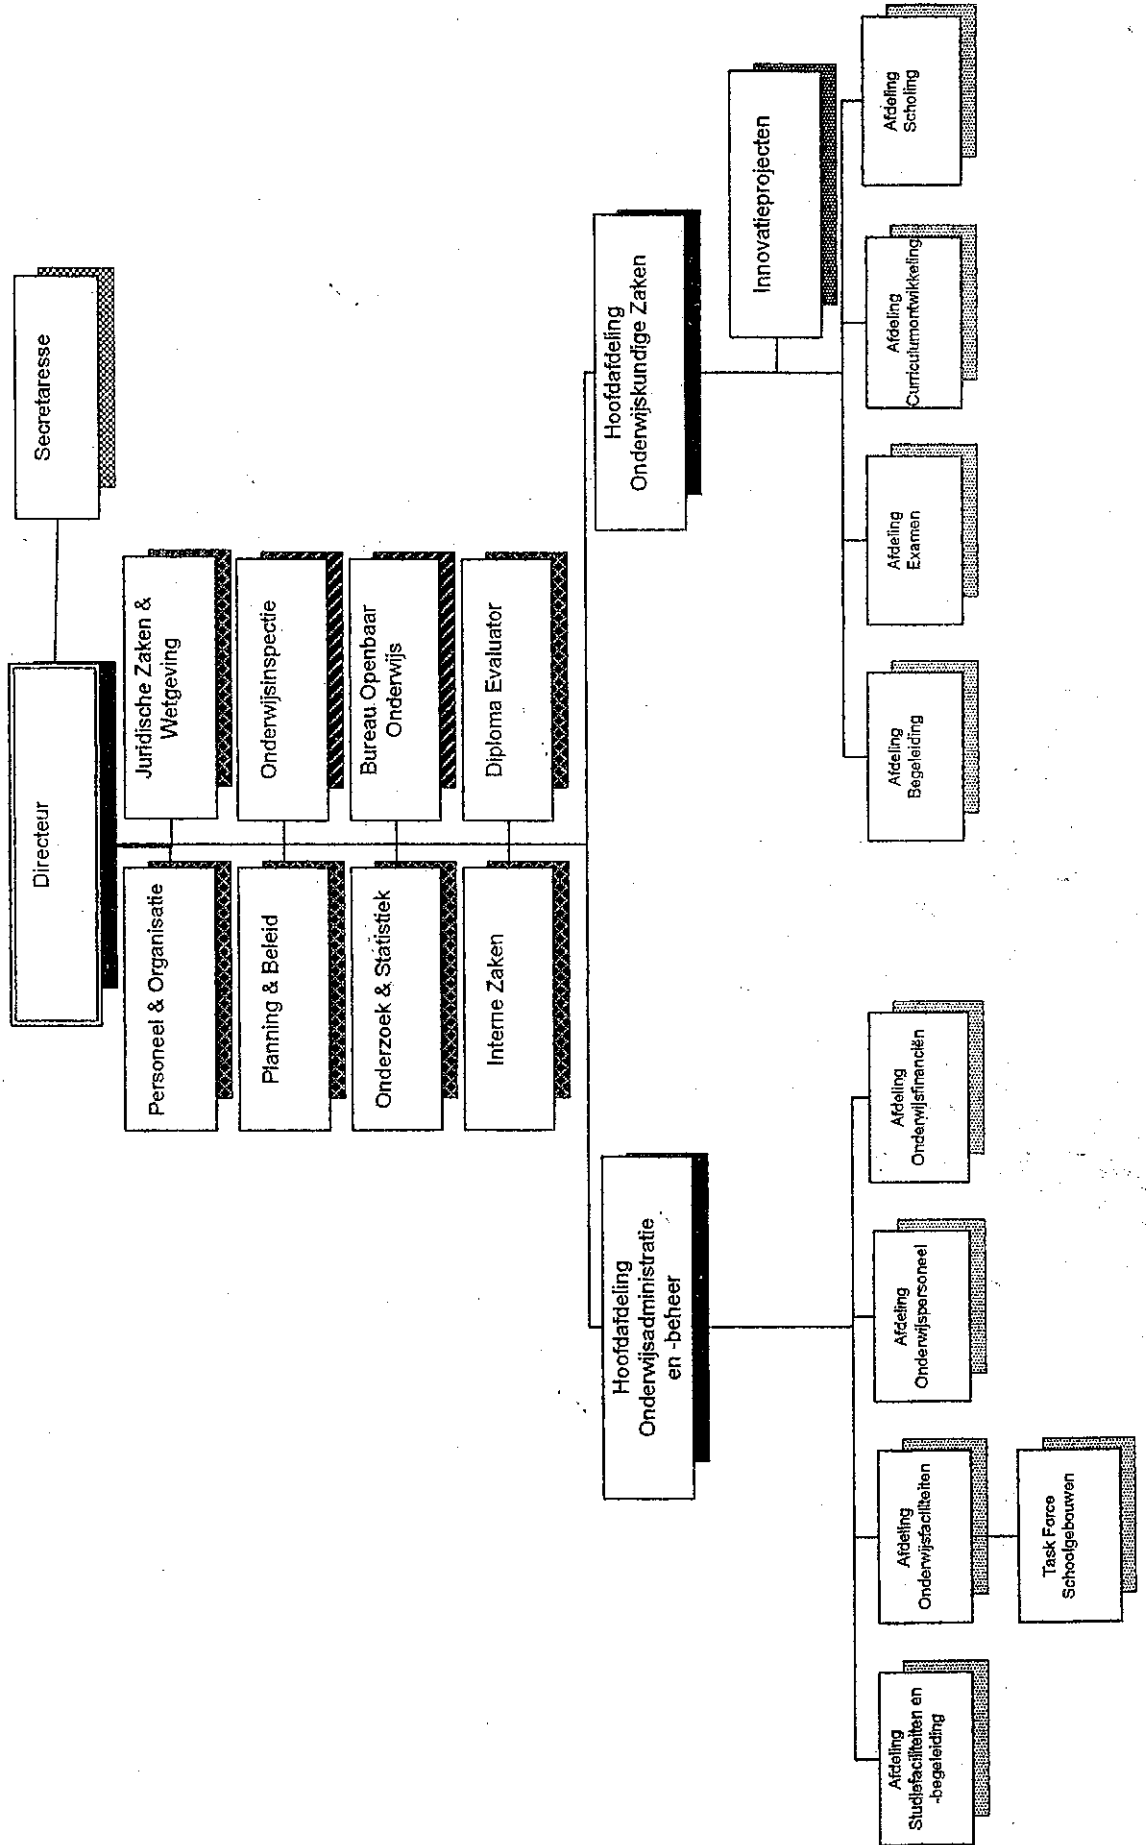 Directeur
Secretaresse
Personeel & Organisatie
Juridische Zaken &
Wetgeving
Planning & Beleid
Onderwijsinspectie
Onderzoek & Statistiek
Bureau Openbaar
Onderwijs
Interne Zaken
Diploma Evaluator
Hoofdafdeling
Onderwijsadministratie
en -beheer
Hoofdafdeling
Onderwijskundige Zaken
Innovatieprojecten
Afdeling
Studiefaciliteiten en
-begeleiding
Afdeling
Onderwijsfaciliteiten
Afdeling
Onderwijspersoneel
Afdeling
Onderwijsfinanciën
Afdeling
Begeleiding
Afdeling
Examen
Afdeling
Curriculumontwikkeling
Afdeling
Scholing
Task Force
Schoolgebouwen